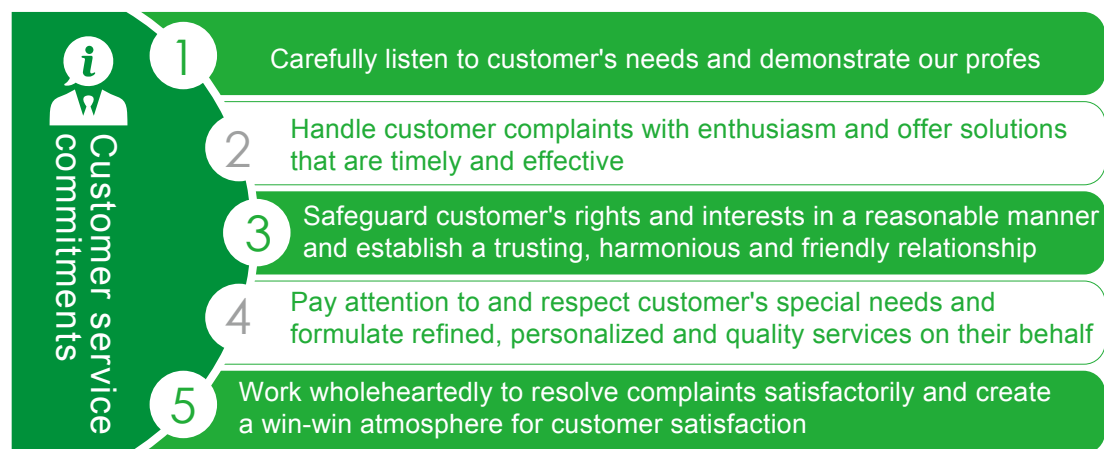 i
Customer service
commitments
1
Carefully listen to customer's needs and demonstrate our profes
2
Handle customer complaints with enthusiasm and offer solutions
that are timely and effective
3
Safeguard customer's rights and interests in a reasonable manner
and establish a trusting, harmonious and friendly relationship
4
Pay attention to and respect customer's special needs and
formulate refined, personalized and quality services on their behalf
5
Work wholeheartedly to resolve complaints satisfactorily and create
a win-win atmosphere for customer satisfaction